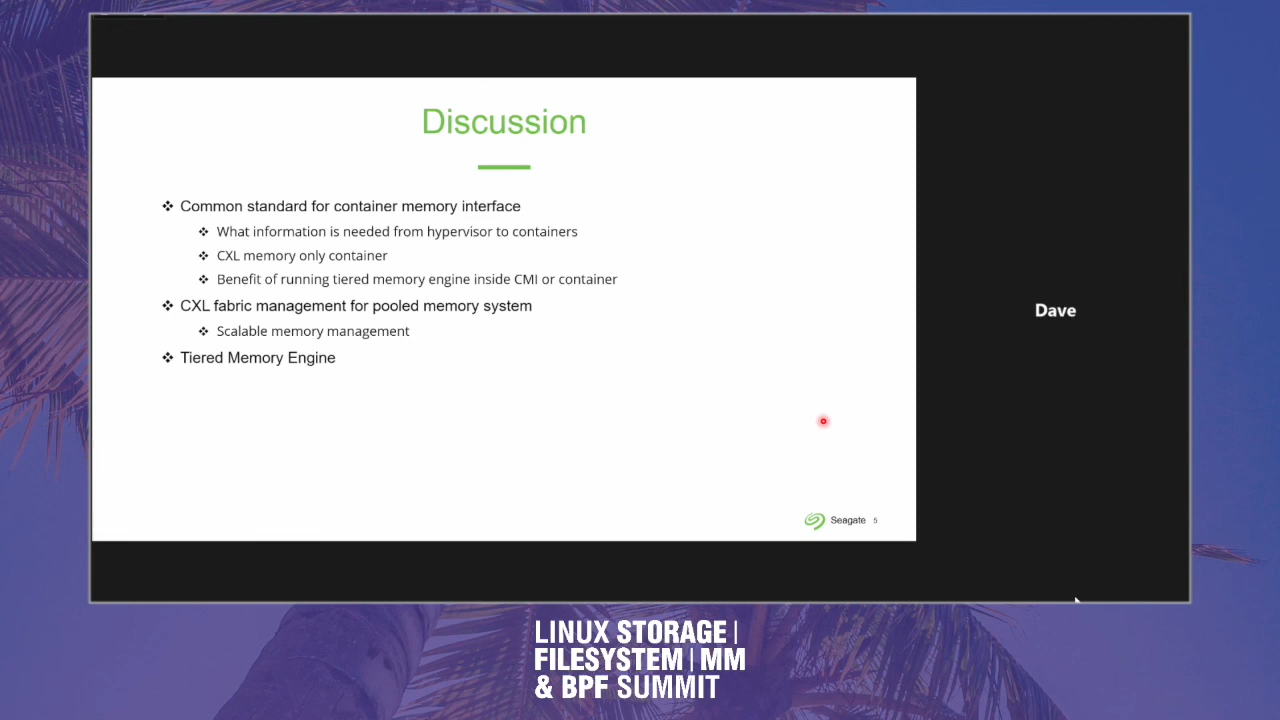 Discussion
Common standard for container memory interface
What information is needed from hypervisor to containers
CXL memory only container
Benefit of running tiered memory engine inside CMI or container
CXL fabric management for pooled memory system
Scalable memory management
Tiered Memory Engine
Seagate 5
Dave
LINUX STORAGE |
FILESYSTEM | MM
& BPF SUMMIT